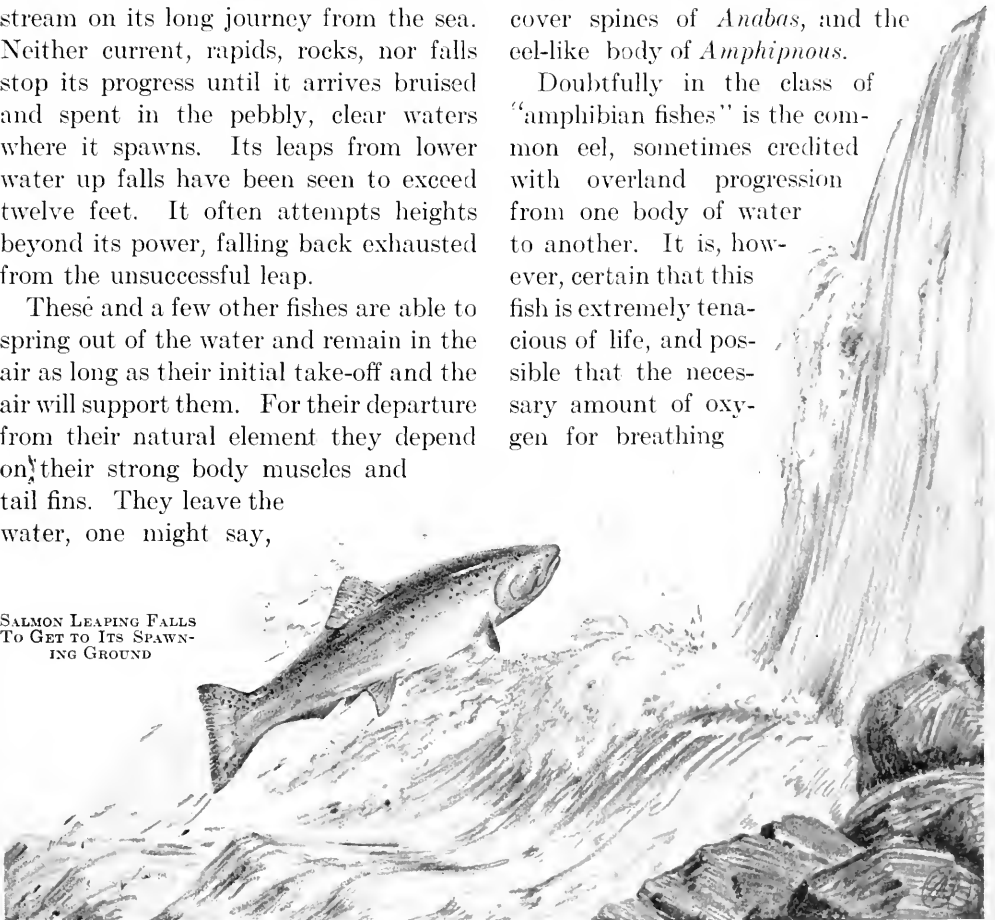 stream on its long journey from the sea.
Neither current, rapids, rocks, nor falls
stop its progress until it arrives bruised
and spent in the pebbly, clear waters
where it spawns. Its leaps from lower
water up falls have been seen to exceed
twelve feet. It often attempts heights
beyond its power, falling back exhausted
from the unsuccessful leap.
These and a few other fishes are able to
spring out of the water and remain in the
air as long as their initial take-off and the
air will support them. For their departure
from their natural element they depend
on their strong body muscles and
tail fins. They leave the
water, one might say,
SALMON LEAPING FALLS
TO GET TO ITS SPAWN-
ING GROUND
cover spines of Anabas, and the
eel-like body of Amphipnous.
Doubtfully in the class of
"amphibian fishes" is the com-
mon eel, sometimes credited
with overland progression
from one body of water
to another. It is, how-
ever, certain that this
fish is extremely tena-
cious of life, and pos-
sible that the neces-
sary amount of oxy-
gen for breathing